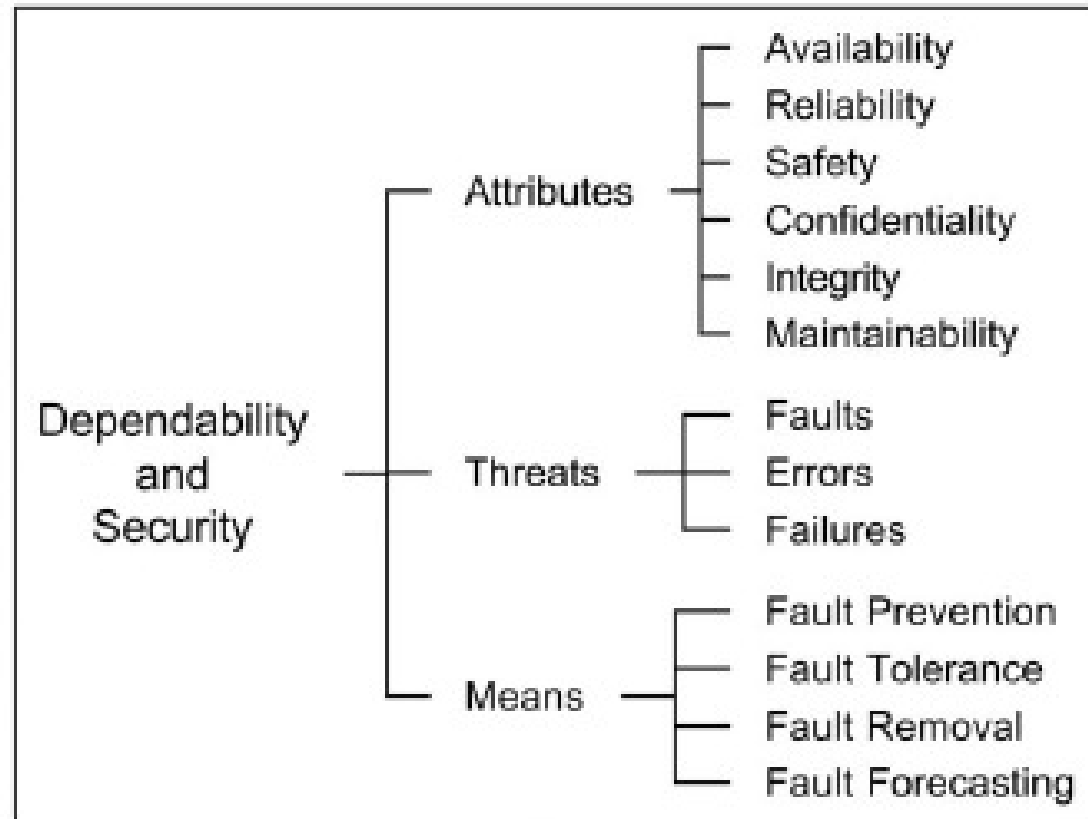 Dependability
and
Security
Attributes
Availability
Reliability
Safety
Confidentiality
Integrity
Maintainability
Threats
Faults
Errors
Failures
Means
Fault Prevention
Fault Tolerance
Fault Removal
Fault Forecasting